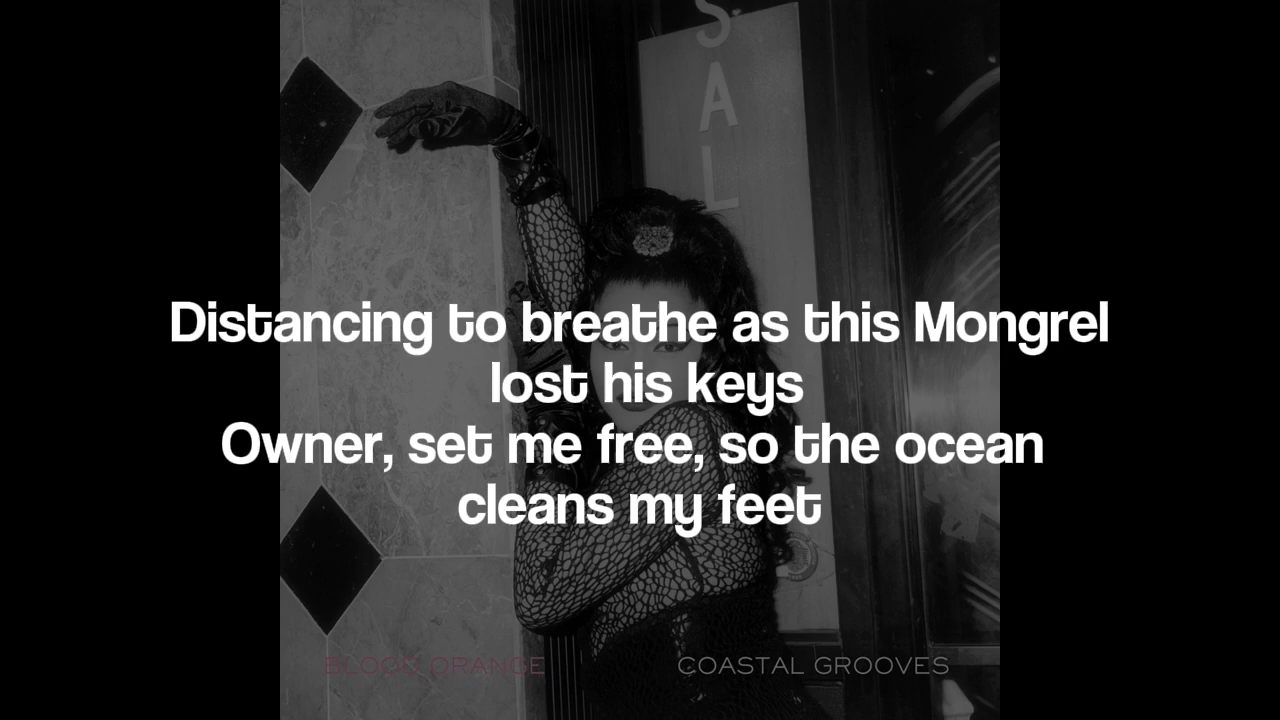 SAL
Distancing to breathe as this Mongrel
lost his keys
Owner, set me free, so the ocean
cleans my feet
BLOOD ORANGE
COASTAL GROOVES